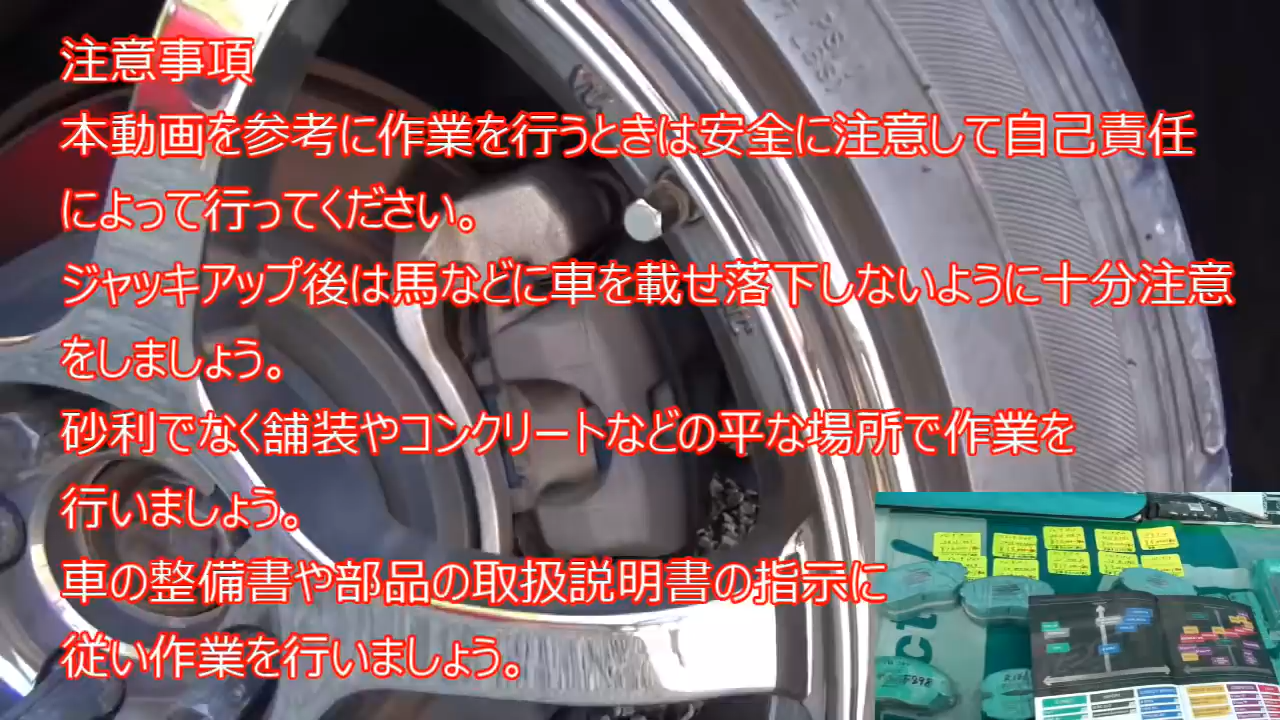 注意事項
本動画を参考に作業を行うときは安全に注意して自己責任
によって行ってください。
ジャッキアップ後は馬などに車を載せ落下しないように十分注意
をしましょう。
砂利でなく舗装やコンクリートなどの平な場所で作業を
行いましょう。
車の整備書や部品の取扱説明書の指示に
従い作業を行いましょう。